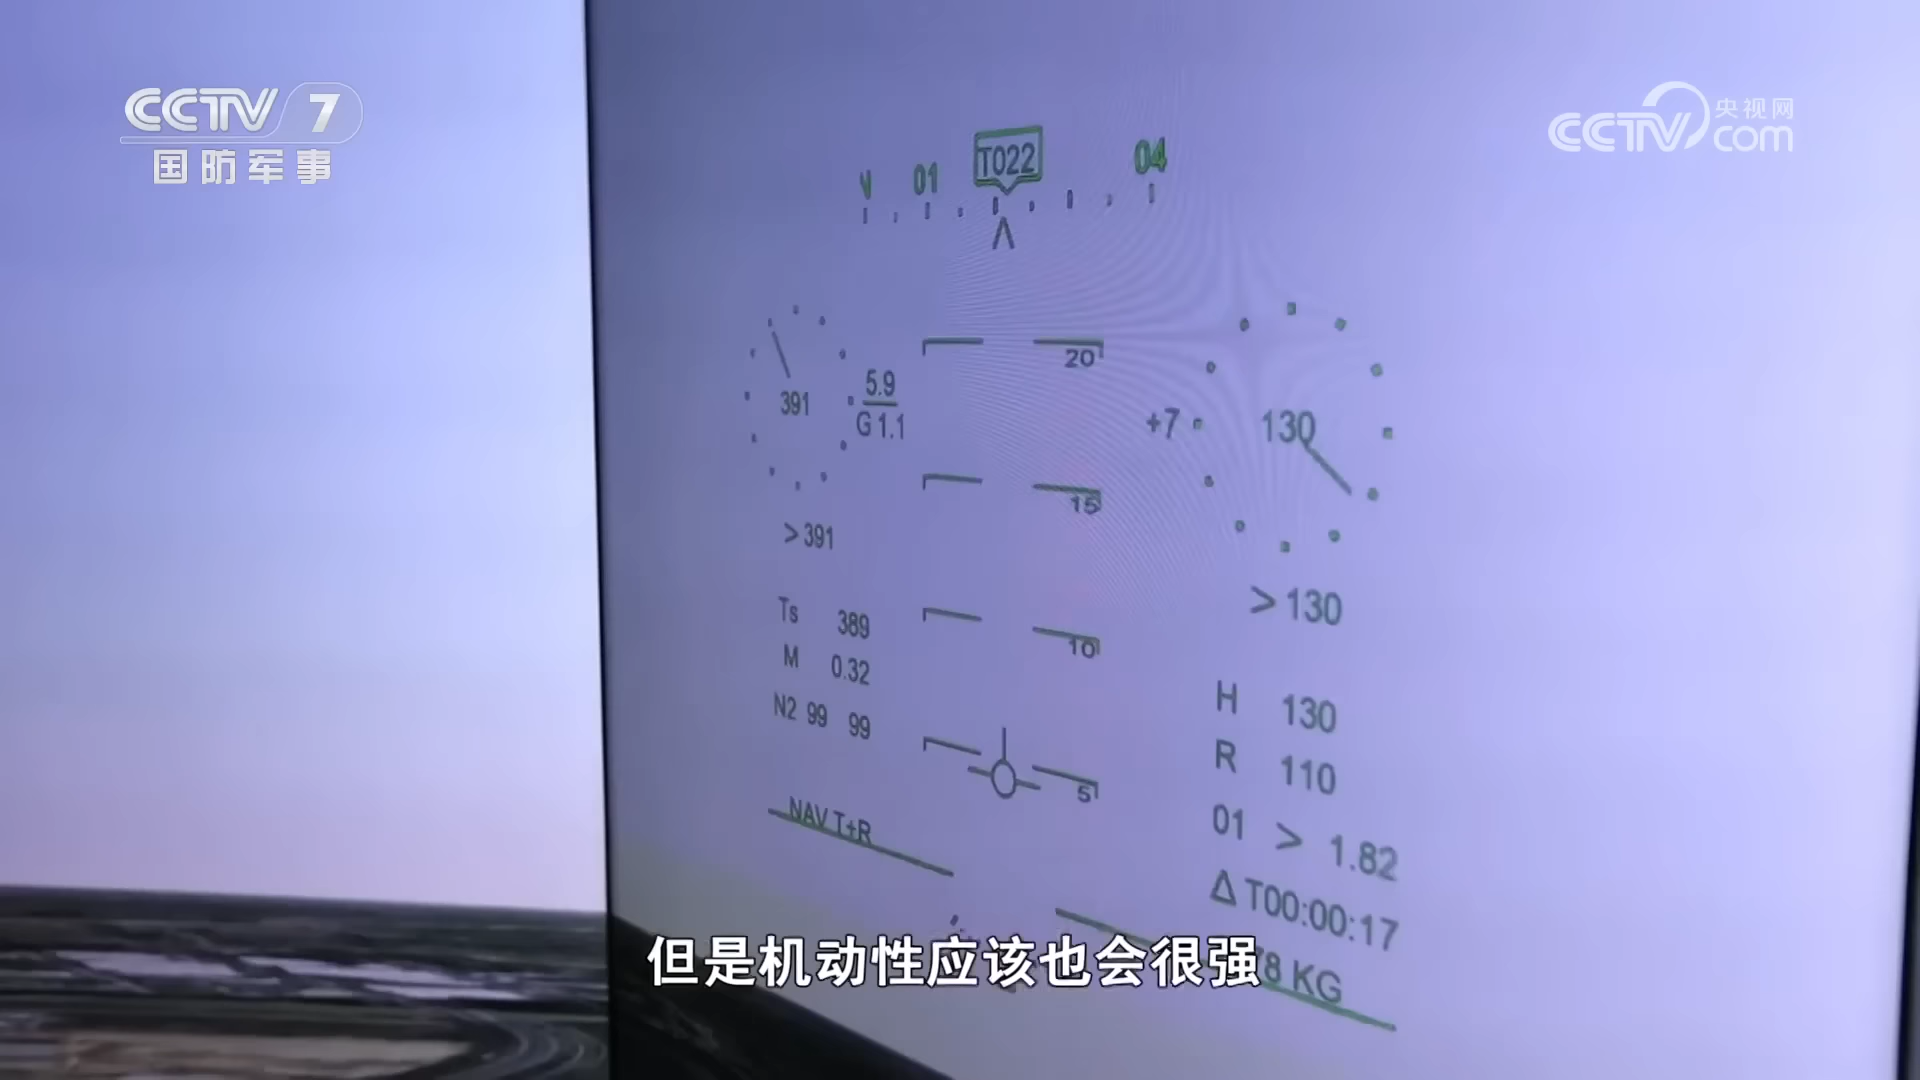 CCTV 7
国防军事
央视网
CCTV com
01
T022
04
20
391
5.9
G 1.1
+7
130
15
>391
>130
Ts 389
10
M 0.32
H 130
N2 99 99
R 110
5
NAV T+R
01 > 1.82
Δ T00:00:17
78 KG
但是机动性应该也会很强